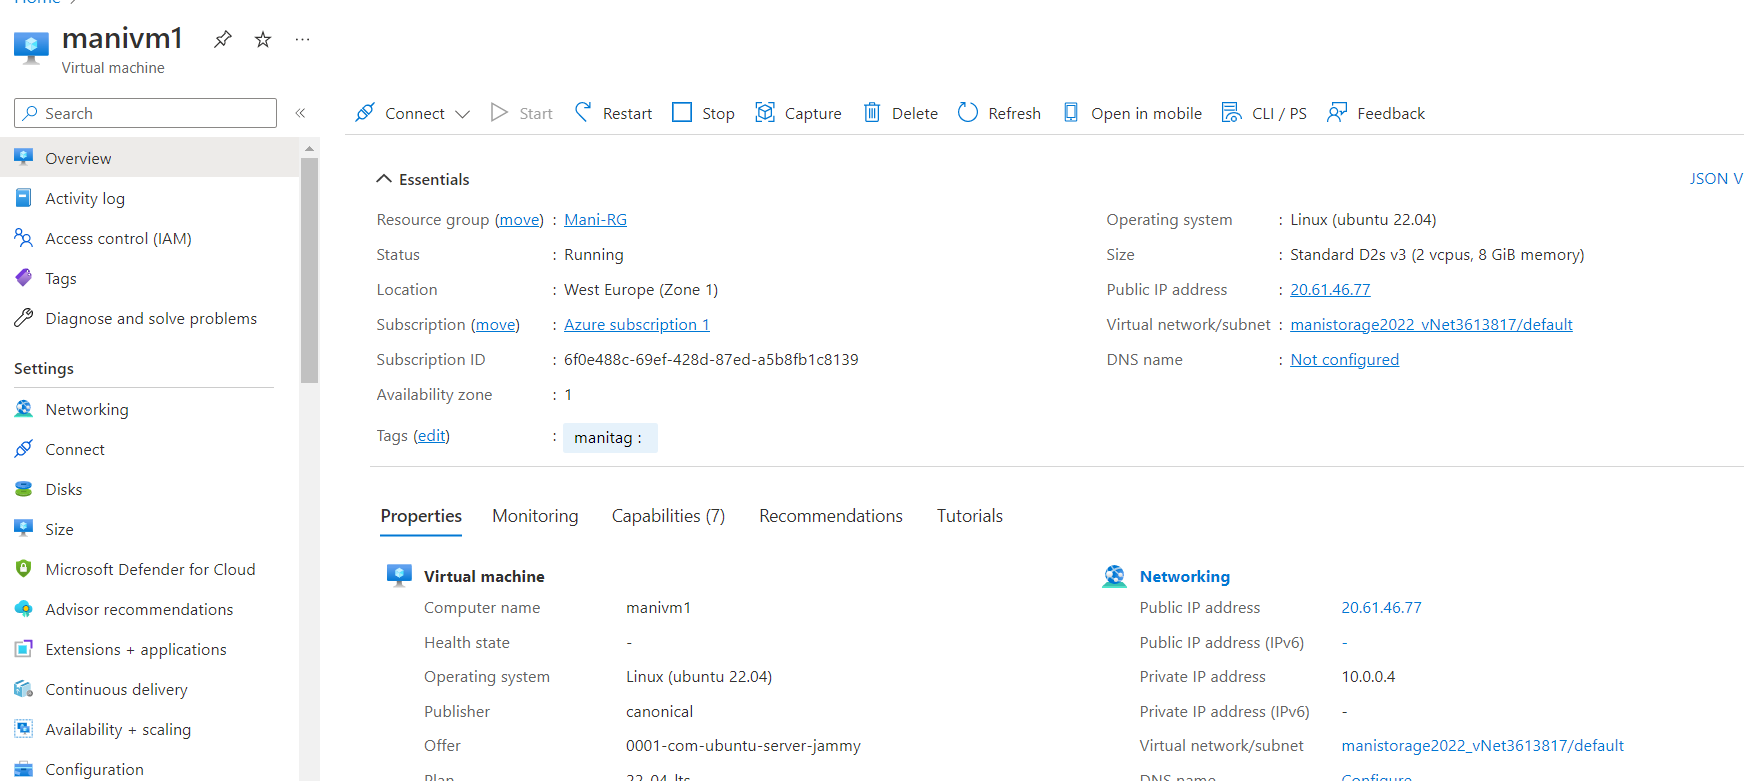 Home
manivm1
Virtual machine
Search
Connect Start Restart Stop Capture Delete Refresh Open in mobile CLI / PS Feedback
Overview
Activity log
Access control (IAM)
Tags
Diagnose and solve problems
Settings
Networking
Connect
Disks
Size
Microsoft Defender for Cloud
Advisor recommendations
Extensions + applications
Continuous delivery
Availability + scaling
Configuration
Essentials
JSON V
Resource group (move) : Mani-RG
Status : Running
Location : West Europe (Zone 1)
Subscription (move) : Azure subscription 1
Subscription ID : 6f0e488c-69ef-428d-87ed-a5b8fb1c8139
Availability zone : 1
Tags (edit) : manitag :
Operating system : Linux (ubuntu 22.04)
Size : Standard D2s v3 (2 vcpus, 8 GiB memory)
Public IP address : 20.61.46.77
Virtual network/subnet : manistorage2022_vNet3613817/default
DNS name : Not configured
Properties Monitoring Capabilities (7) Recommendations Tutorials
Virtual machine
Computer name manivm1
Health state -
Operating system Linux (ubuntu 22.04)
Publisher canonical
Offer 0001-com-ubuntu-server-jammy
Plan 22_04-lts
Networking
Public IP address 20.61.46.77
Public IP address (IPv6) -
Private IP address 10.0.0.4
Private IP address (IPv6) -
Virtual network/subnet manistorage2022_vNet3613817/default
DNS name Configure